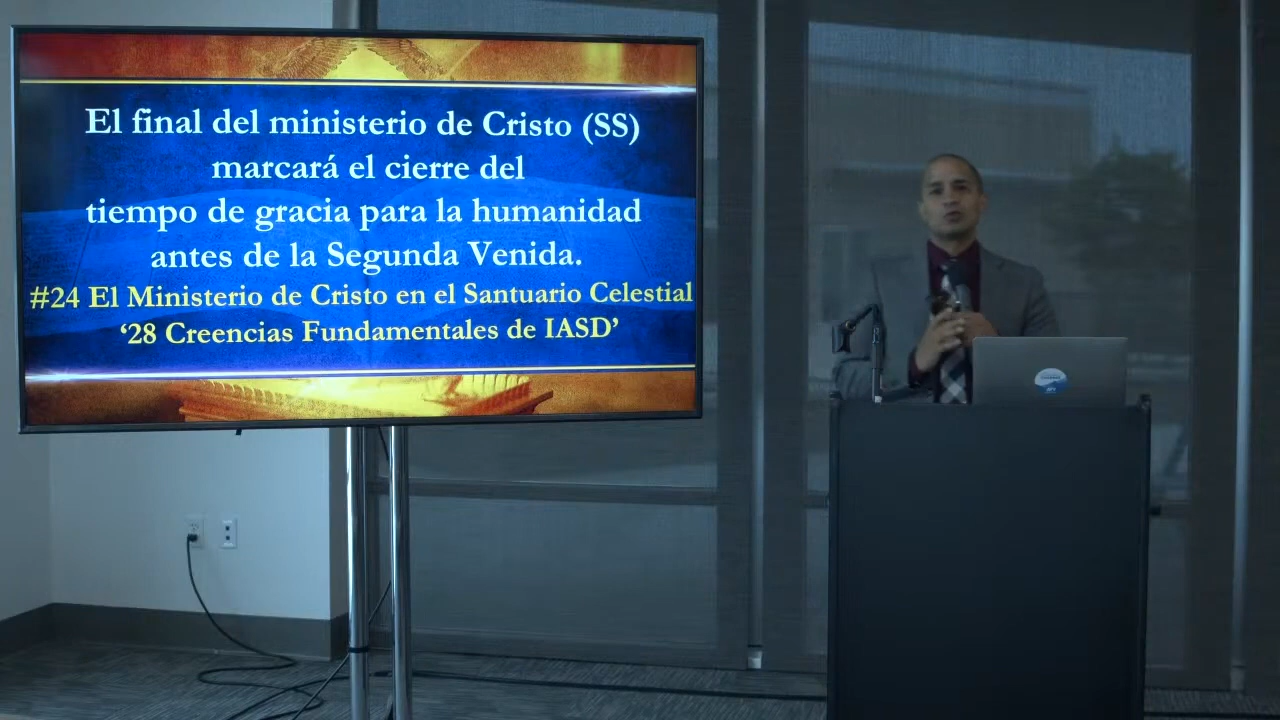 El final del ministerio de Cristo (SS)
marcará el cierre del
tiempo de gracia para la humanidad
antes de la Segunda Venida.
#24 El Ministerio de Cristo en el Santuario Celestial
‘28 Creencias Fundamentales de IASD’